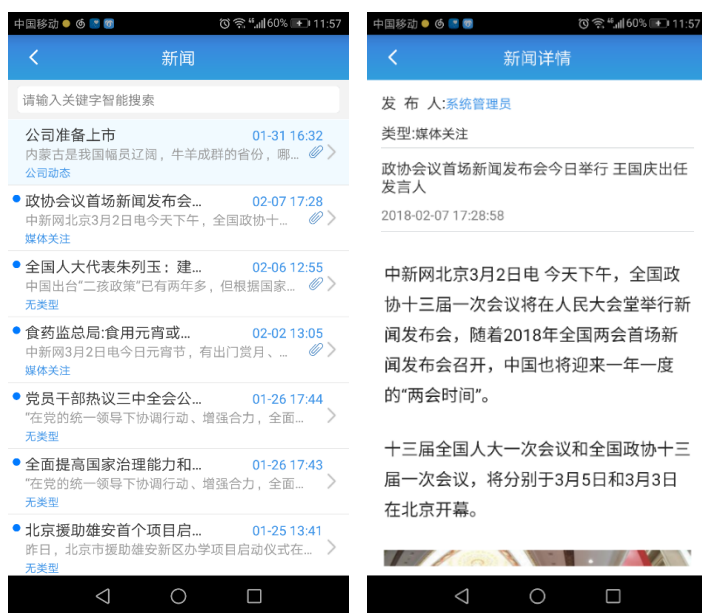 中国移动 60% 11:57
新闻
请输入关键字智能搜索
公司准备上市 01-31 16:32
内蒙古是我国幅员辽阔，牛羊成群的省份，哪...
公司动态
政协会议首场新闻发布会... 02-07 17:28
中新网北京3月2日电今天下午，全国政协十...
媒体关注
全国人大代表朱列玉：建... 02-06 12:55
中国出台“二孩政策”已有两年多，但根据国家...
无类型
食药监总局:食用元宵或... 02-02 13:05
中新网3月2日电今日元宵节，有出门赏月、...
媒体关注
党员干部热议三中全会公... 01-26 17:44
“在党的统一领导下协调行动、增强合力，全面...
无类型
全面提高国家治理能力和... 01-26 17:43
“在党的统一领导下协调行动、增强合力，全面...
无类型
北京援助雄安首个项目启... 01-25 13:41
昨日，北京市援助雄安新区办学项目启动仪式在...
无类型
中国移动 60% 11:57
新闻详情
发 布 人:系统管理员
类型:媒体关注
政协会议首场新闻发布会今日举行 王国庆出任
发言人
2018-02-07 17:28:58
中新网北京3月2日电 今天下午，全国政
协十三届一次会议将在人民大会堂举行新
闻发布会，随着2018年全国两会首场新
闻发布会召开，中国也将迎来一年一度
的“两会时间”。
十三届全国人大一次会议和全国政协十三
届一次会议，将分别于3月5日和3月3日
在北京开幕。